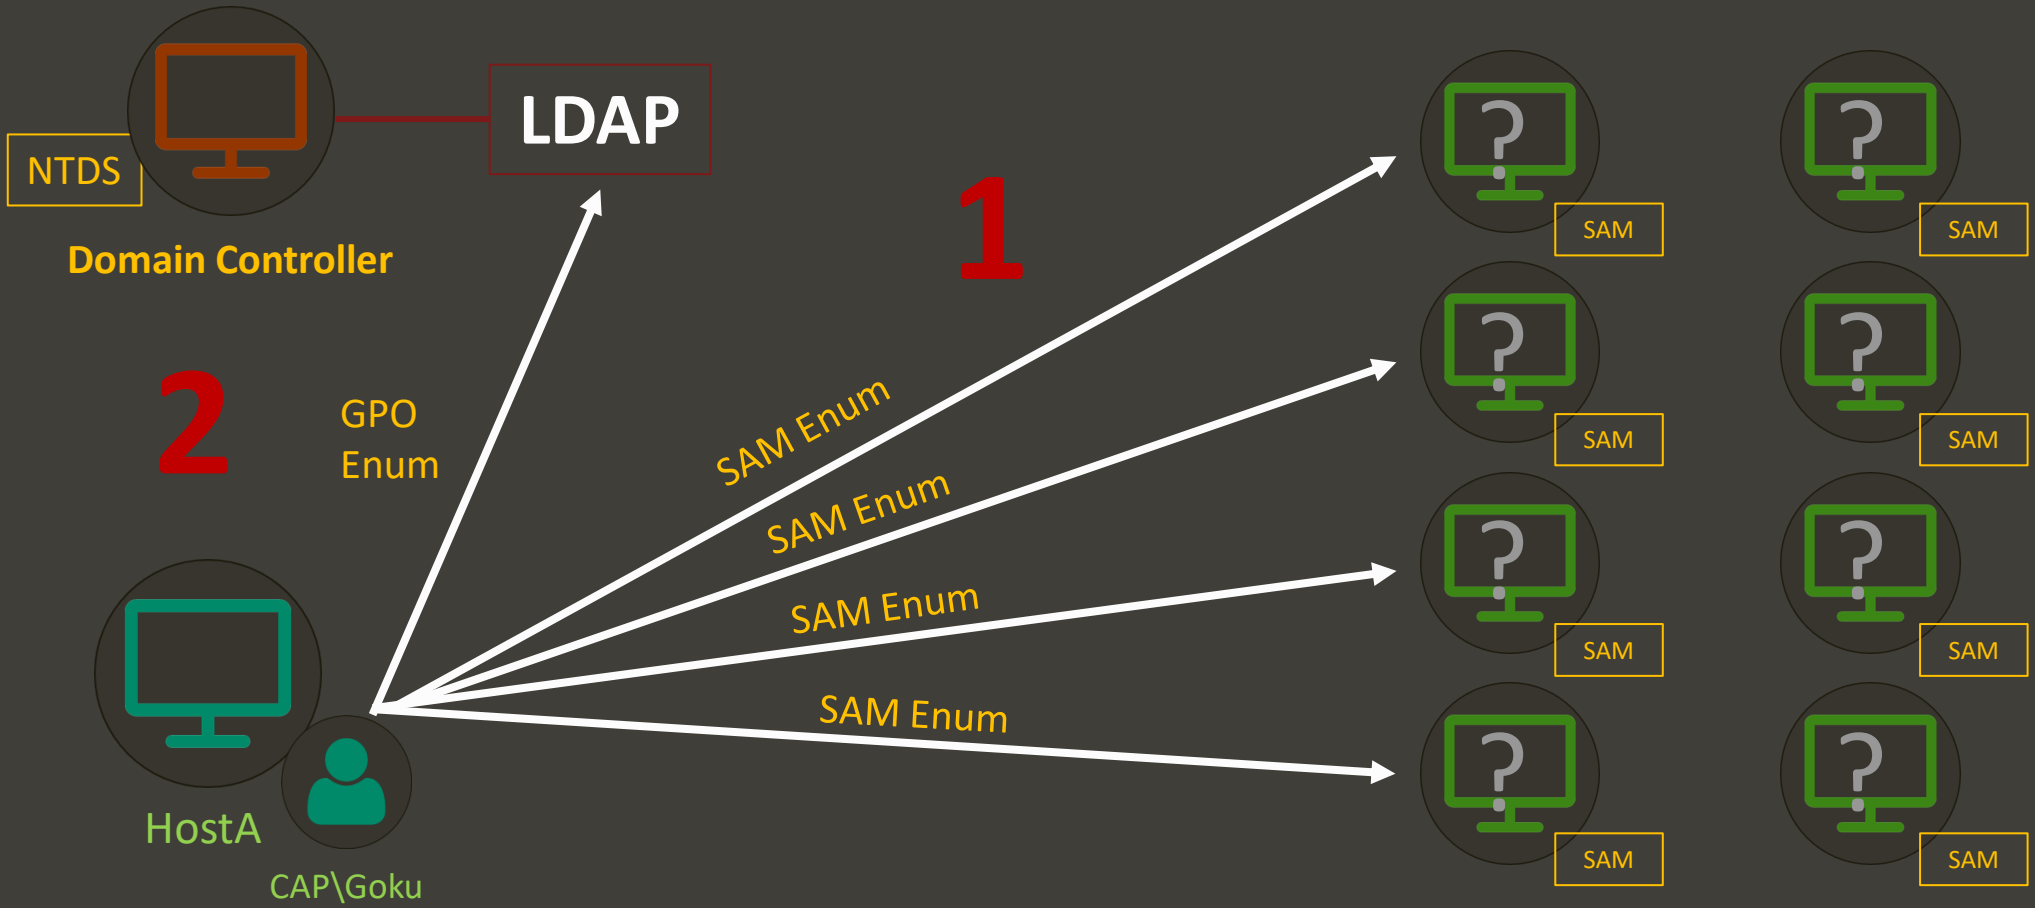 LDAP
NTDS
Domain Controller
1
2
GPO
Enum
SAM Enum
SAM Enum
SAM Enum
SAM Enum
HostA
CAP\Goku
?
?
SAM
SAM
?
?
SAM
SAM
?
?
SAM
SAM
?
?
SAM
SAM